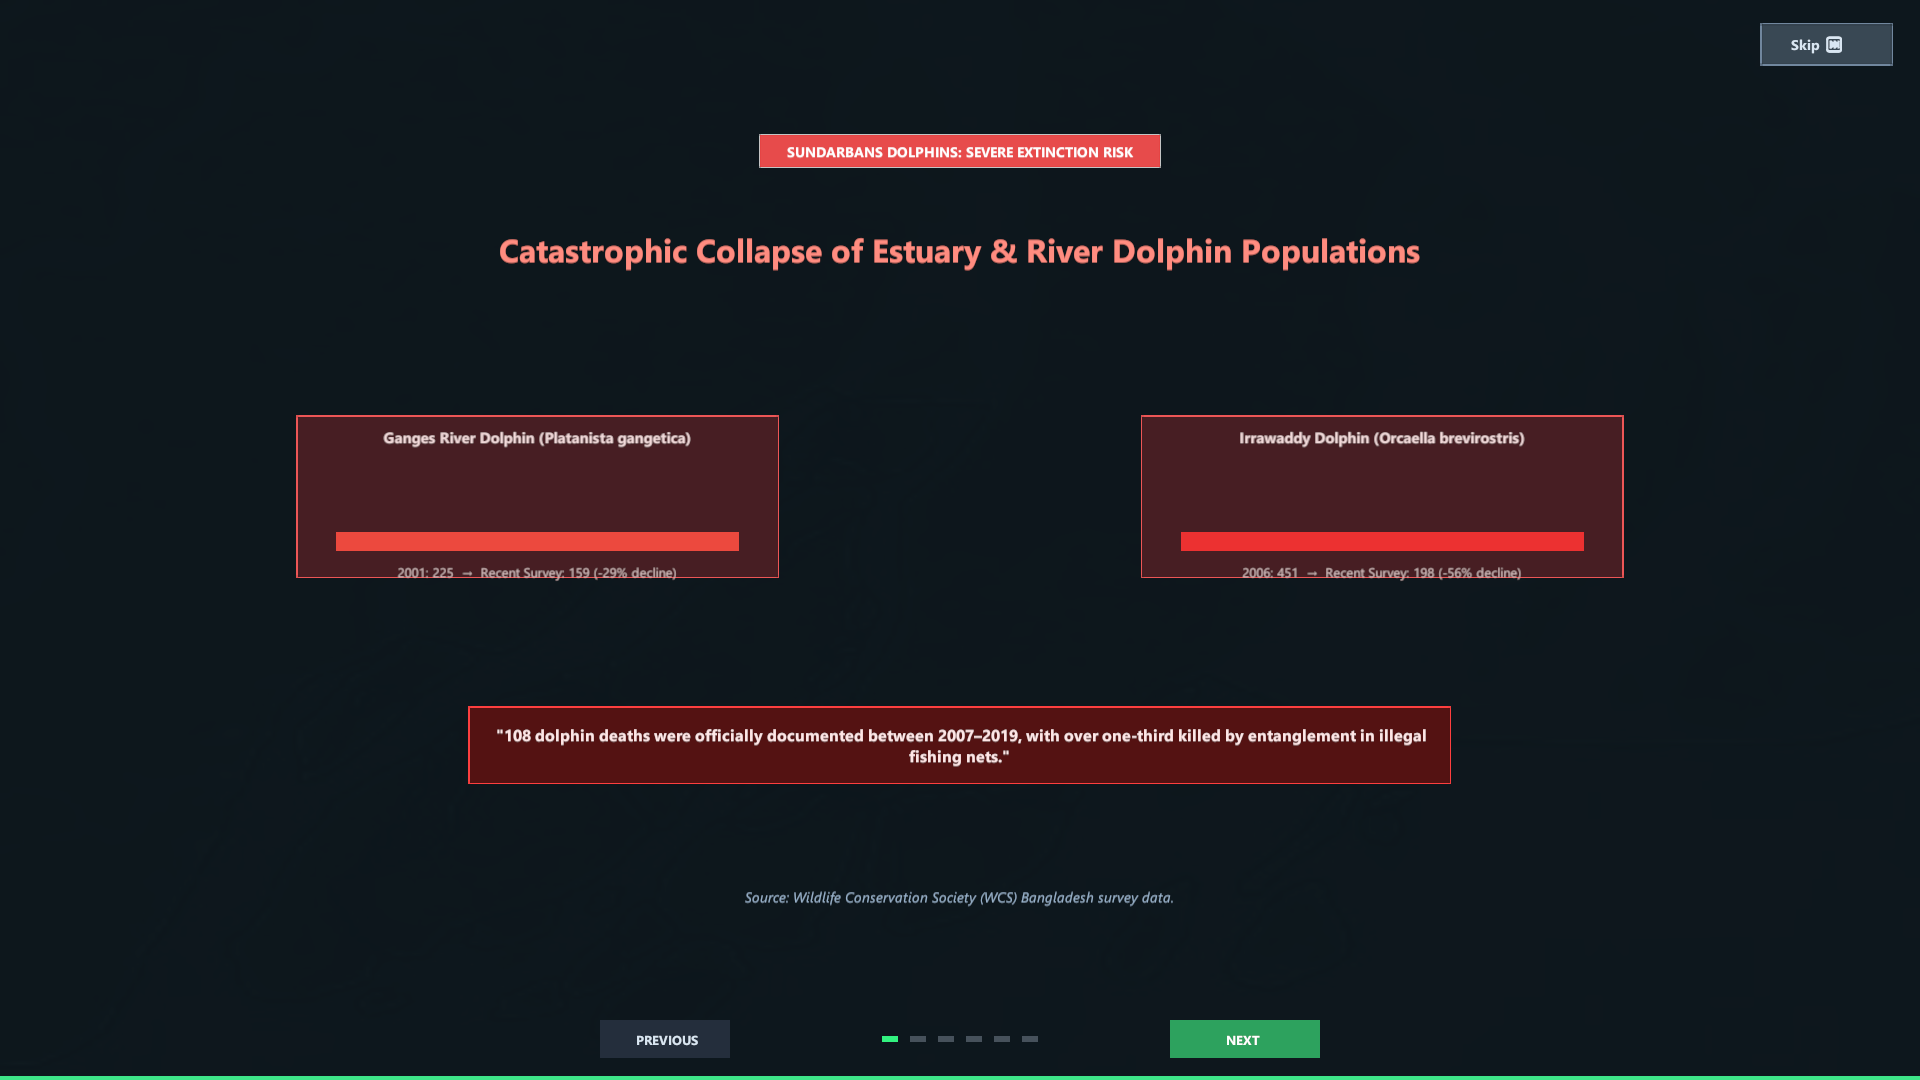 Skip
SUNDARBANS DOLPHINS: SEVERE EXTINCTION RISK
Catastrophic Collapse of Estuary & River Dolphin Populations
Ganges River Dolphin (Platanista gangetica)
2001: 225 → Recent Survey: 159 (-29% decline)
Irrawaddy Dolphin (Orcaella brevirostris)
2006: 451 → Recent Survey: 198 (-56% decline)
"108 dolphin deaths were officially documented between 2007–2019, with over one-third killed by entanglement in illegal
fishing nets."
Source: Wildlife Conservation Society (WCS) Bangladesh survey data.
PREVIOUS
NEXT